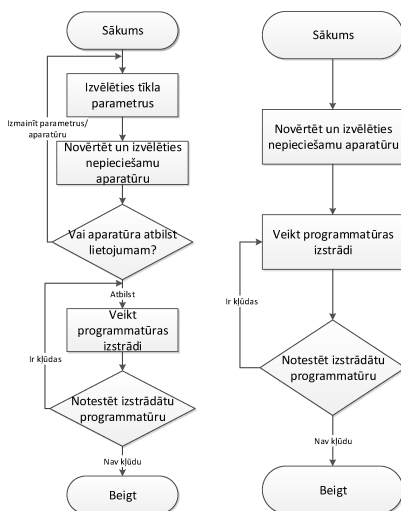 Sākums
Izvēlēties tīkla
parametrus
Izmainīt parametrus/
aparatūru
Novērtēt un izvēlēties
nepieciešamu
aparatūru
Vai aparatūra atbilst
lietojumam?
Atbilst
Veikt
programmatūras
izstrādi
Ir kļūdas
Notestēt izstrādātu
programmatūru
Nav kļūdu
Beigt
Sākums
Novērtēt un izvēlēties
nepieciešamu aparatūru
Veikt programmatūras
izstrādi
Ir kļūdas
Notestēt izstrādātu
programmatūru
Nav kļūdu
Beigt